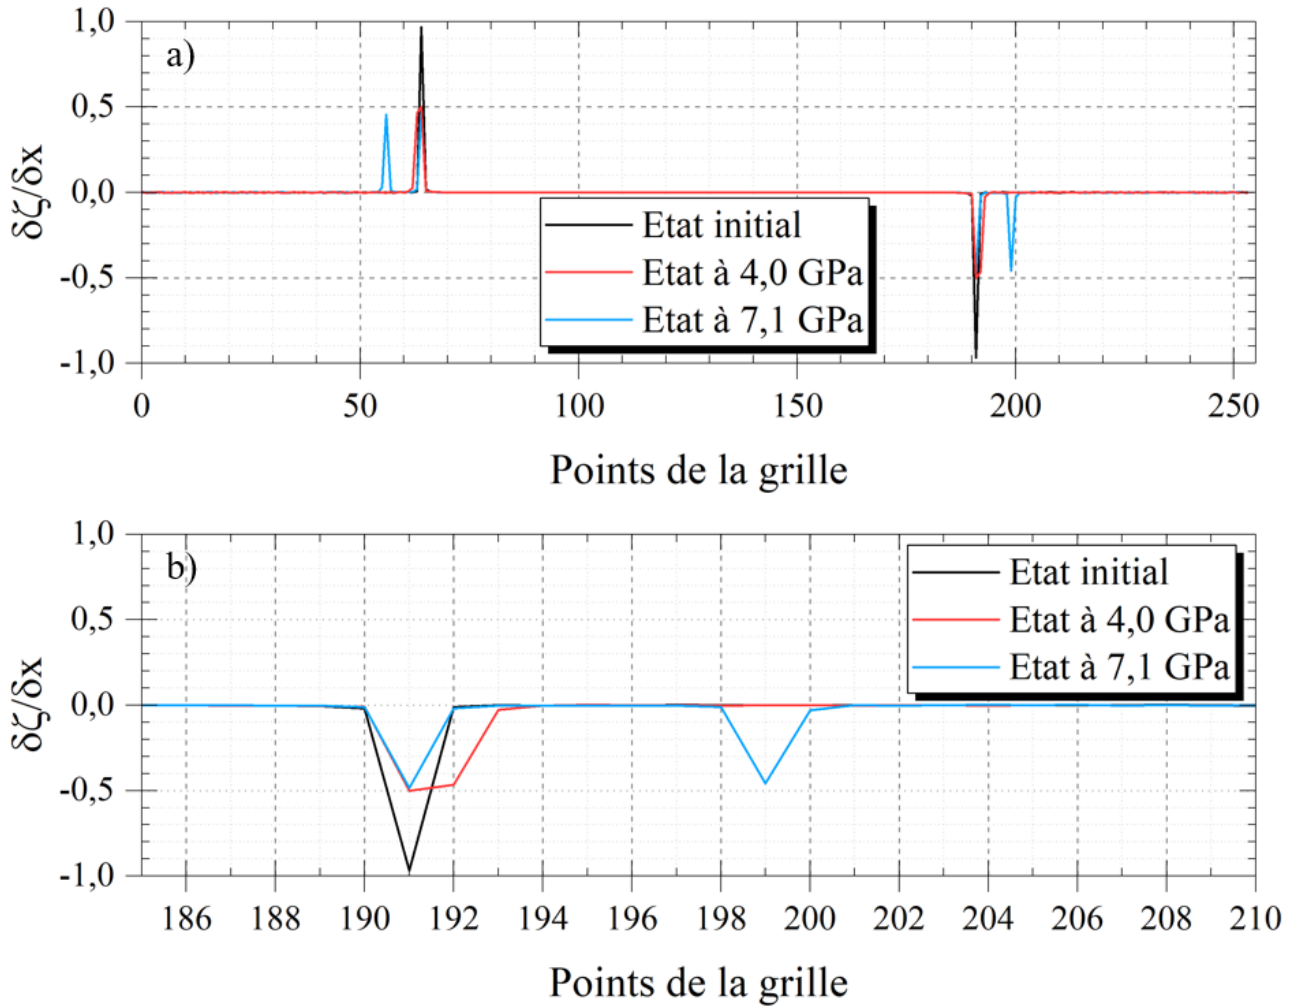 a)
1,0
0,5
0,0
-0,5
-1,0
δζ/δx
Etat initial
Etat à 4,0 GPa
Etat à 7,1 GPa
0 50 100 150 200 250
Points de la grille
b)
1,0
0,5
0,0
-0,5
-1,0
δζ/δx
Etat initial
Etat à 4,0 GPa
Etat à 7,1 GPa
186 188 190 192 194 196 198 200 202 204 206 208 210
Points de la grille